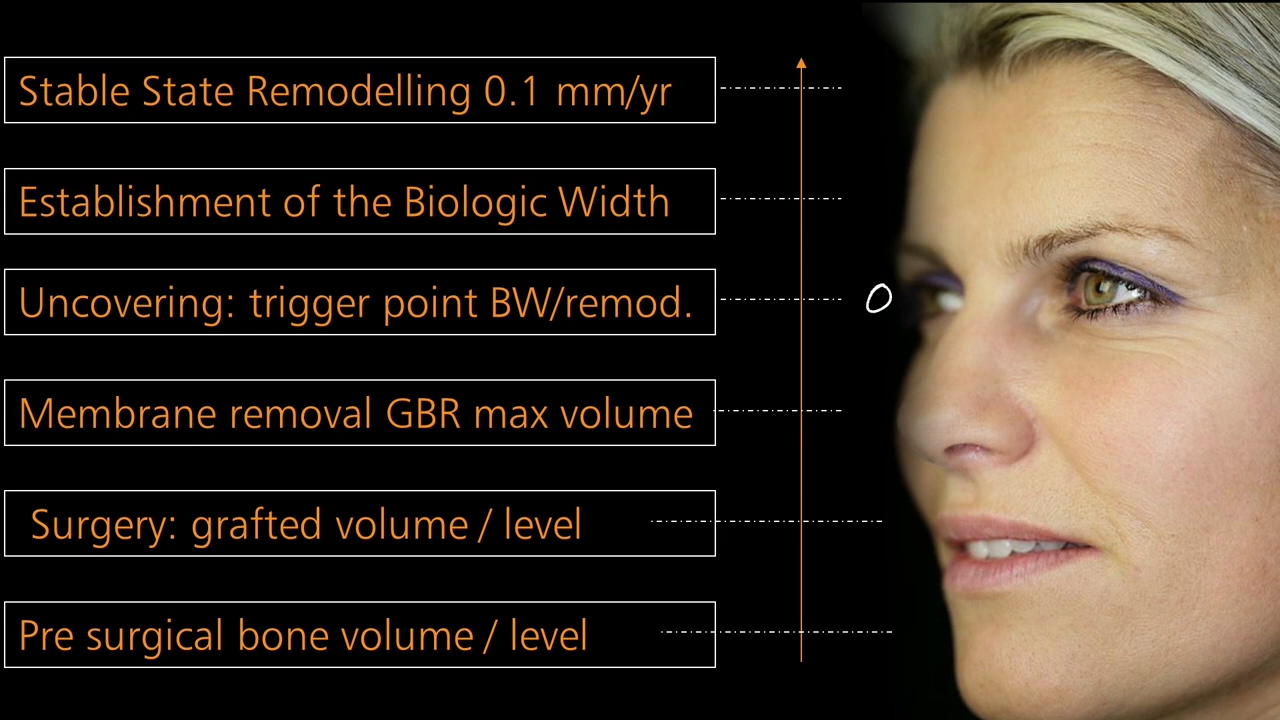 Stable State Remodelling 0.1 mm/yr
Establishment of the Biologic Width
Uncovering: trigger point BW/remod.
Membrane removal GBR max volume
Surgery: grafted volume / level
Pre surgical bone volume / level